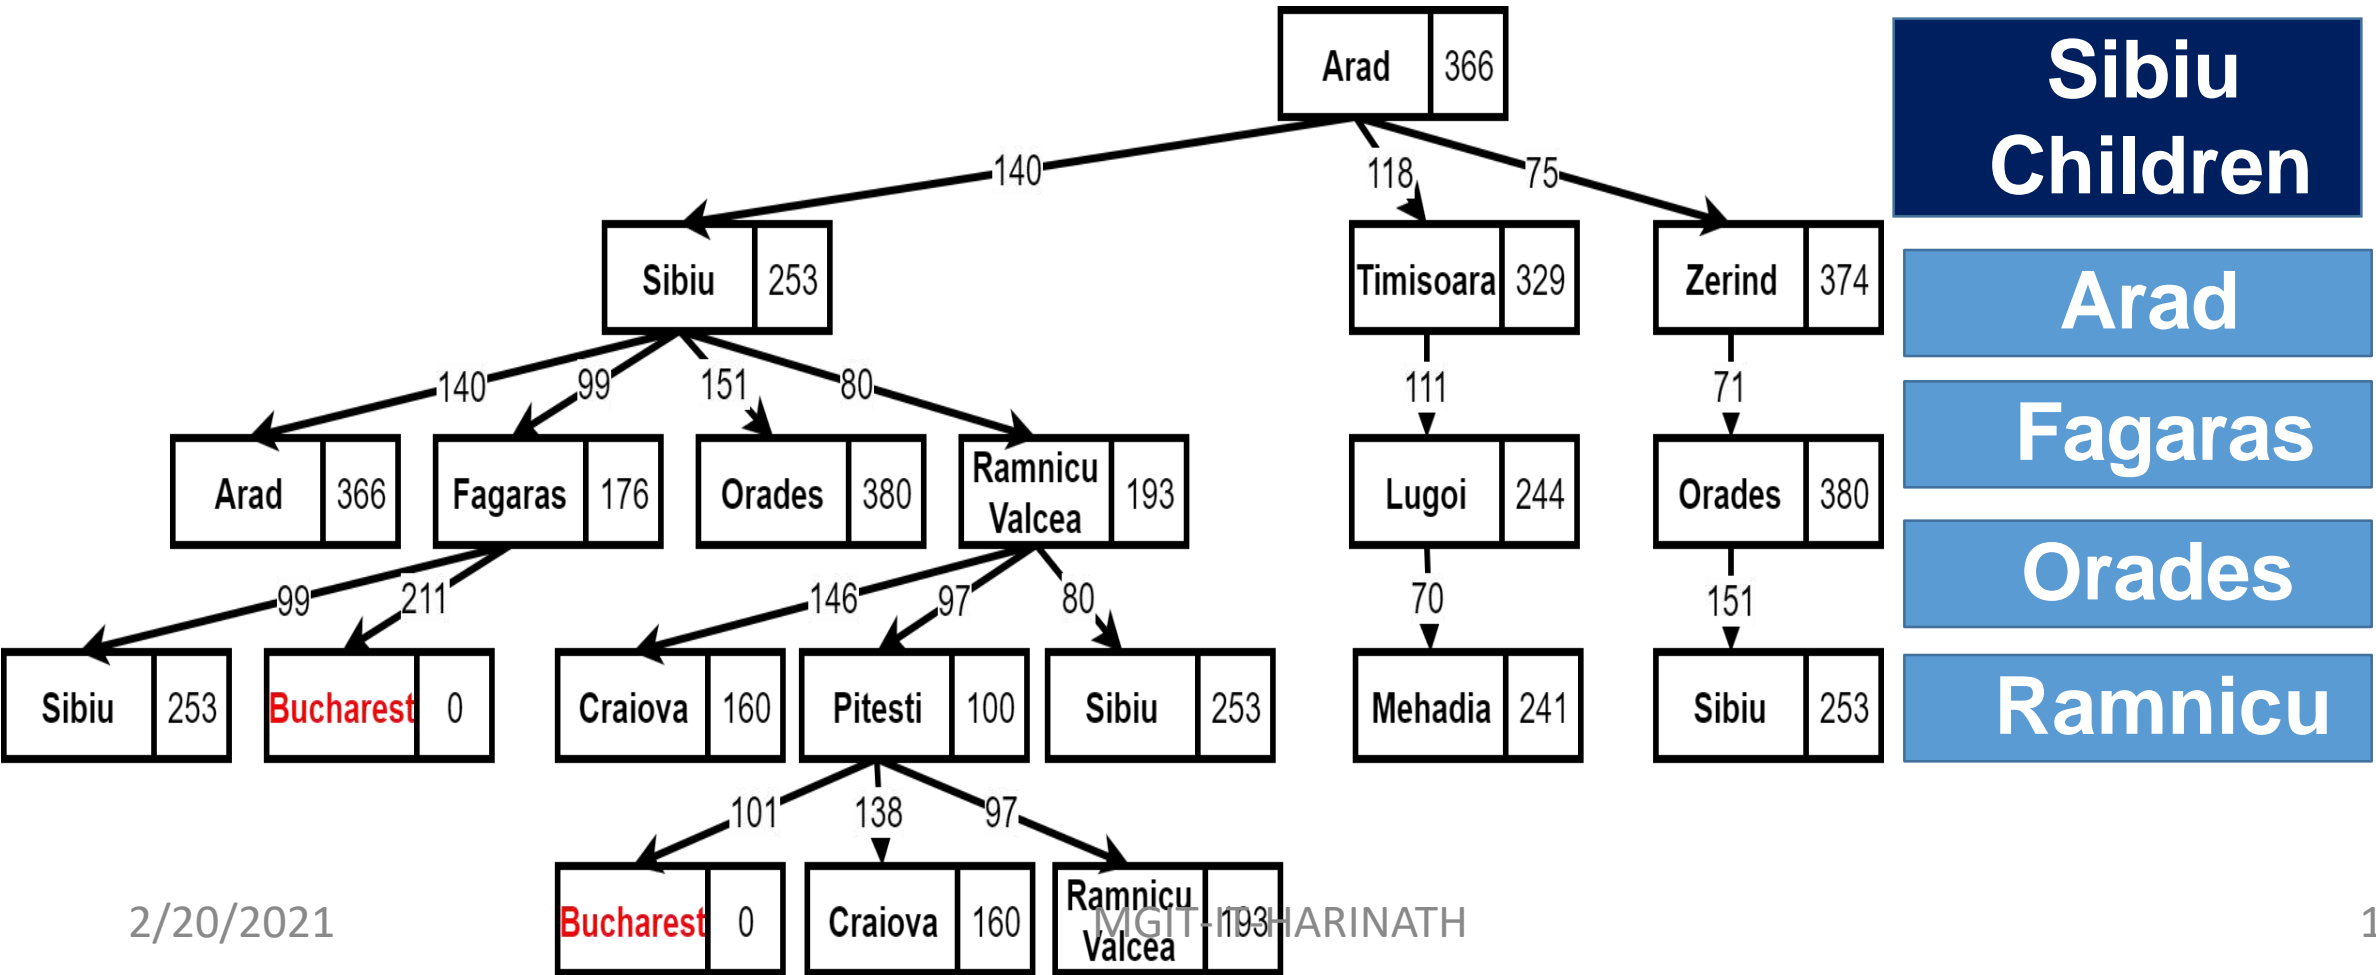 Arad 366
Sibiu
Children
140 118 75
Sibiu 253 Timisoara 329 Zerind 374
Arad
140 99 151 80 111 71
Fagaras
Arad 366 Fagaras 176 Orades 380 Ramnicu Valcea 193 Lugoi 244 Orades 380
Orades
99 211 146 97 80 70 151
Sibiu 253 Bucharest 0 Craiova 160 Pitesti 100 Sibiu 253 Mehadia 241 Sibiu 253
Ramnicu
101 138 97
Bucharest 0 Craiova 160 Ramnicu Valcea 193
2/20/2021 MGIT-IT-HARINATH 1